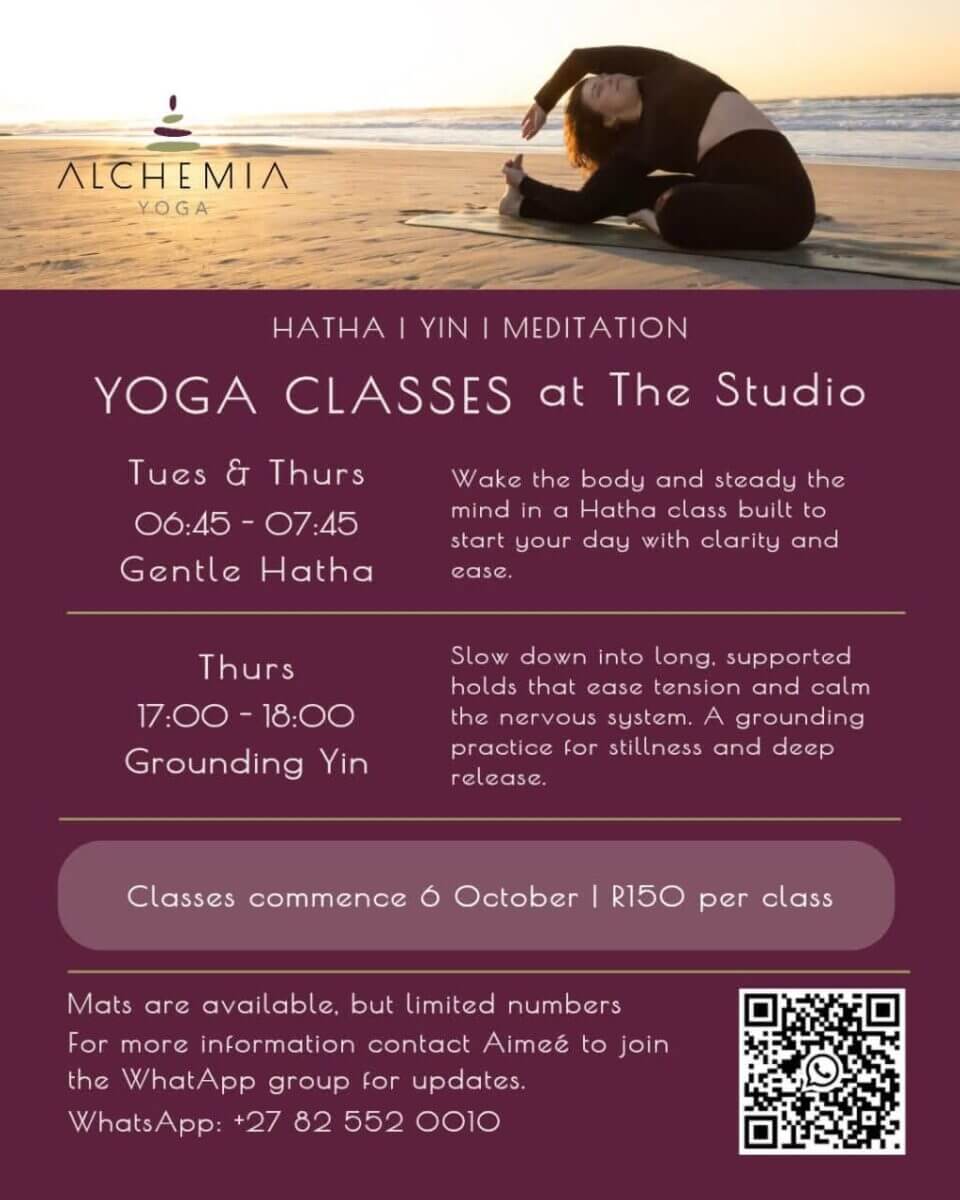 ALCHEMIA
YOGA
HATHA | YIN | MEDITATION
YOGA CLASSES at The Studio
Tues & Thurs
06:45 - 07:45
Gentle Hatha
Wake the body and steady the
mind in a Hatha class built to
start your day with clarity and
ease.
Thurs
17:00 - 18:00
Grounding Yin
Slow down into long, supported
holds that ease tension and calm
the nervous system. A grounding
practice for stillness and deep
release.
Classes commence 6 October | R150 per class
Mats are available, but limited numbers
For more information contact Aimeé to join
the WhatApp group for updates.
WhatsApp: +27 82 552 0010